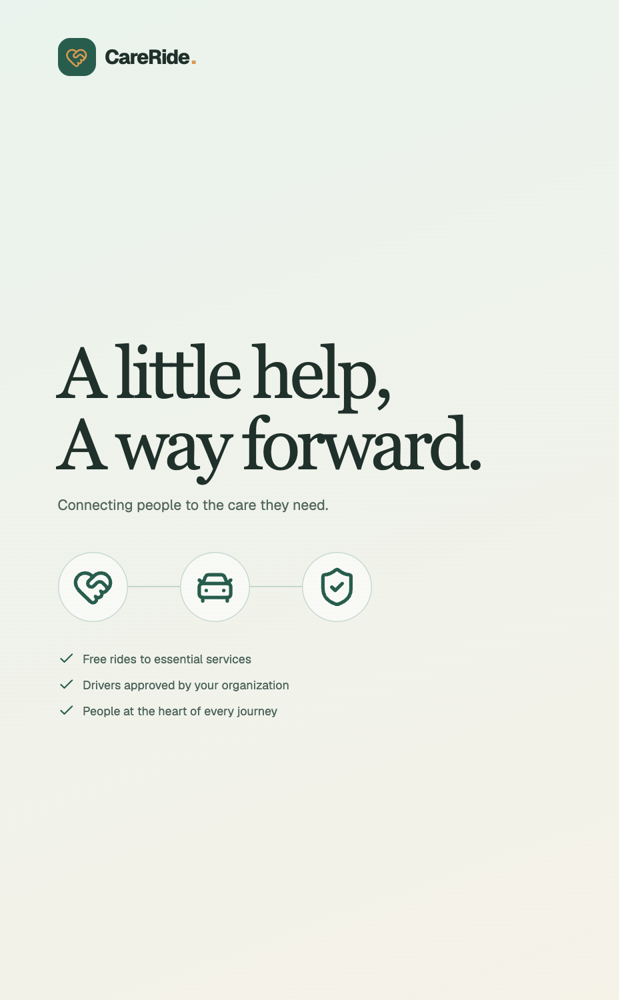 CareRide.
A little help,
A way forward.
Connecting people to the care they need.
Free rides to essential services
Drivers approved by your organization
People at the heart of every journey